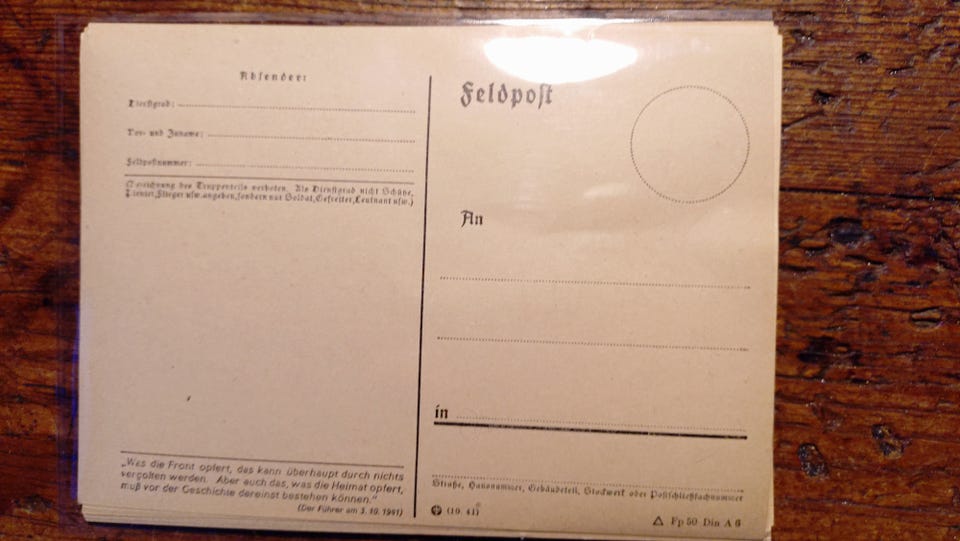 Absender:
Dienstgrad:
Vor- und Zuname:
Feldpostnummer:
(Bezeichnung des Truppenteils verboten. Als Dienstgrad nicht Schütze,
Pionier, Flieger usw. angeben, sondern nur Soldat, Gefreiter, Leutnant usw.)
„Was die Front opfert, das kann überhaupt durch nichts
vergolten werden. Aber auch das, was die Heimat opfert,
muß vor der Geschichte dereinst bestehen können.“
(Der Führer am 3. 10. 1941)
Feldpost
An
in
Straße, Hausnummer, Gebäudeteil, Stockwerk oder Postschließfachnummer
(10. 41)
Fp 50 Din A 6